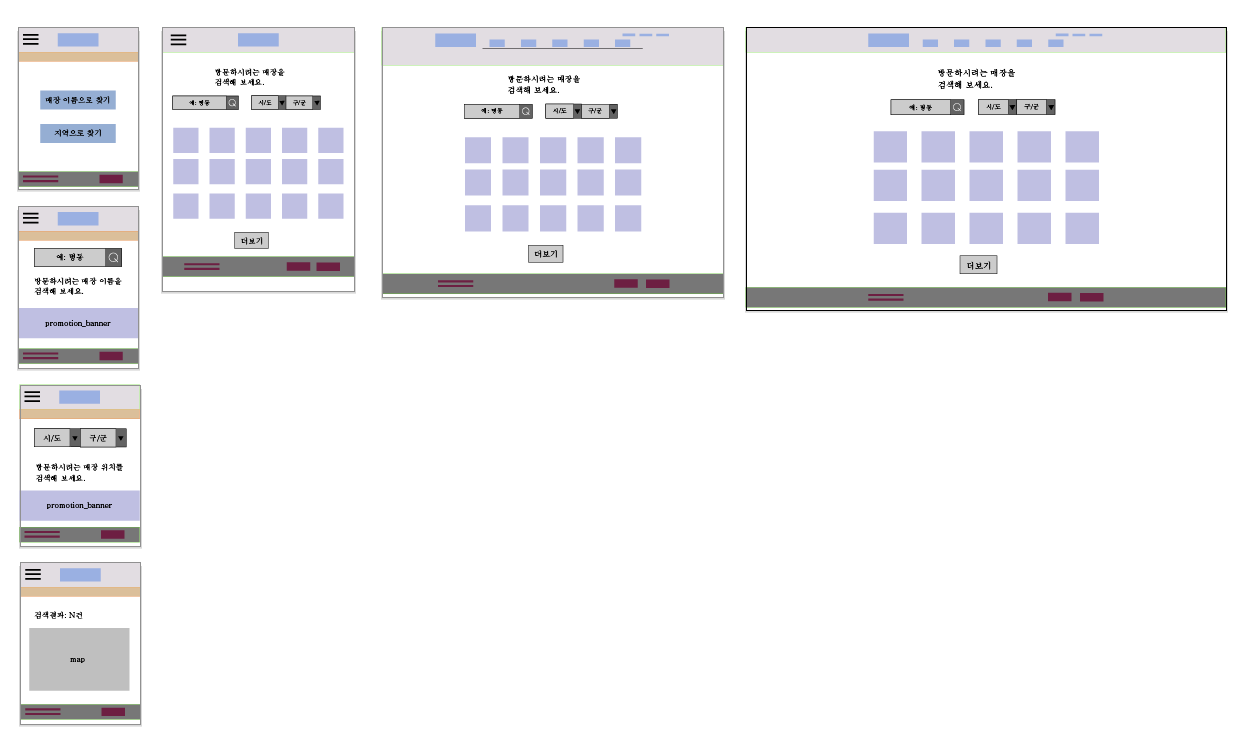 매장 이름으로 찾기
지역으로 찾기
예: 명동
방문하시려는 매장 이름을
검색해 보세요.
promotion_banner
시/도
구/군
방문하시려는 매장 위치를
검색해 보세요.
promotion_banner
검색결과: N건
map
방문하시려는 매장을
검색해 보세요.
예: 명동
시/도
구/군
더보기
방문하시려는 매장을
검색해 보세요.
예: 명동
시/도
구/군
더보기
방문하시려는 매장을
검색해 보세요.
예: 명동
시/도
구/군
더보기